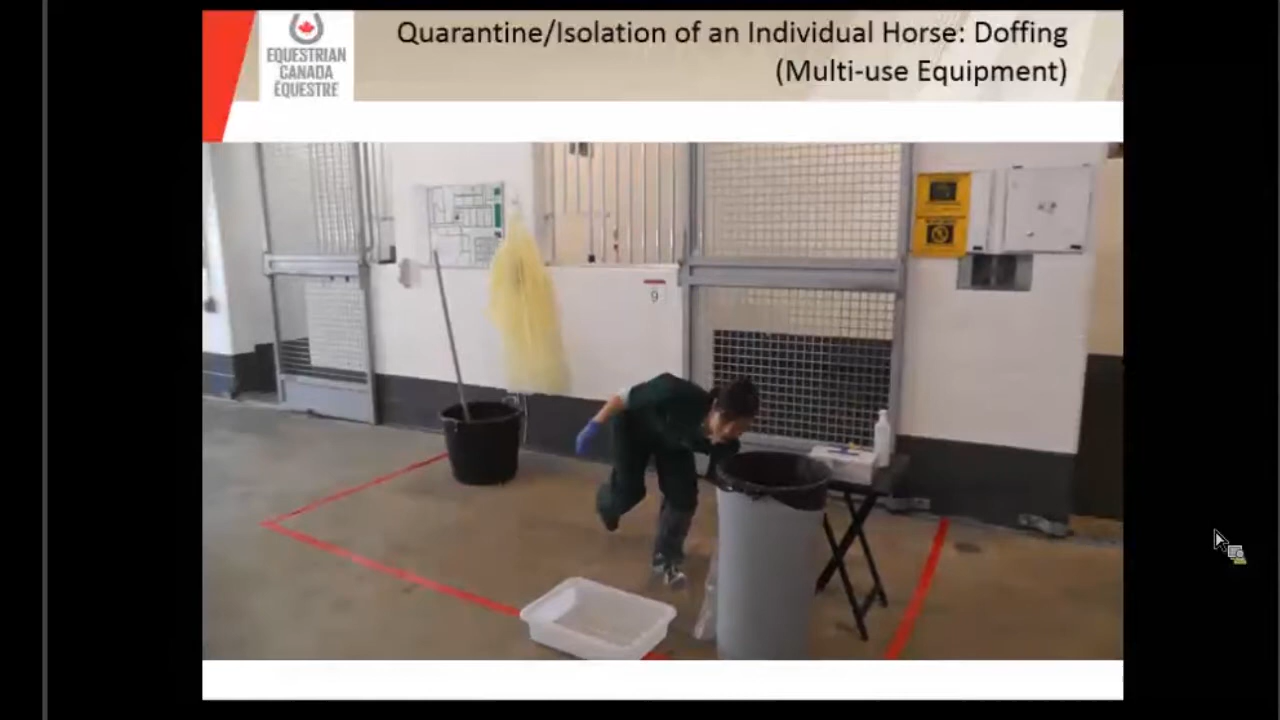 Quarantine/Isolation of an Individual Horse: Doffing
(Multi-use Equipment)
EQUESTRIAN
CANADA
ÉQUESTRE
9